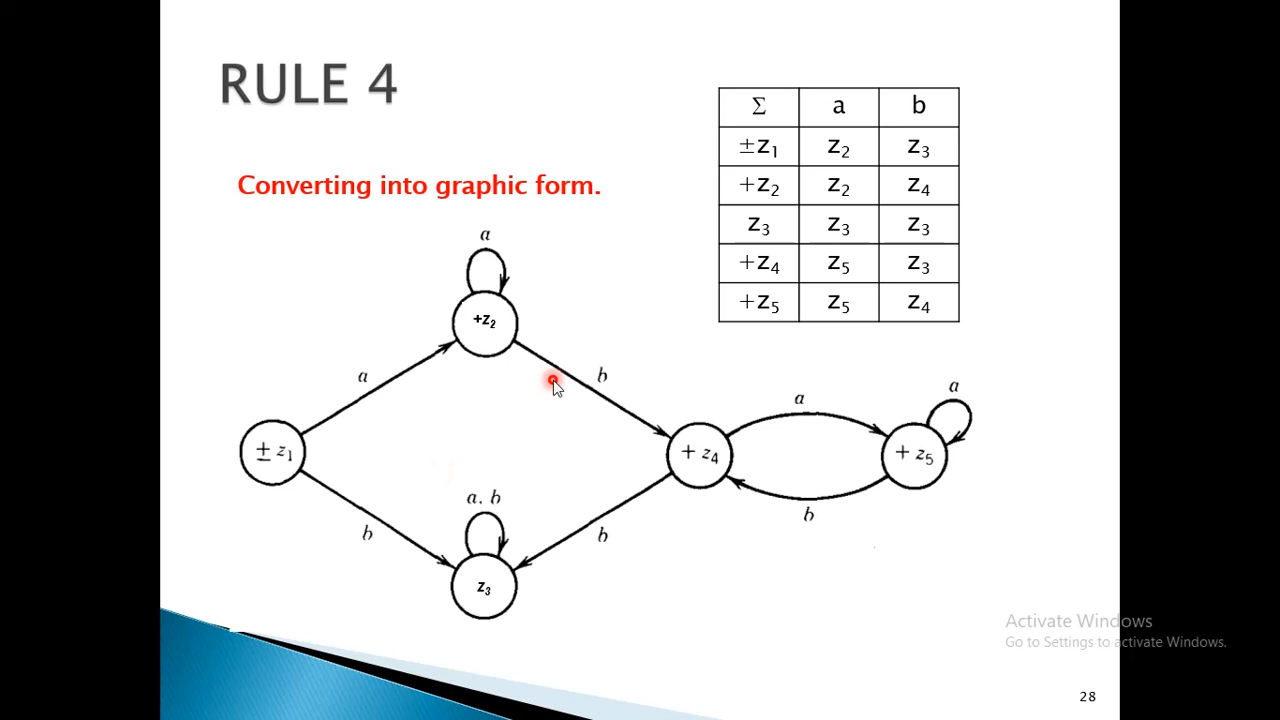 RULE 4
Σ a b
±z₁ z₂ z₃
+z₂ z₂ z₄
z₃ z₃ z₃
+z₄ z₅ z₃
+z₅ z₅ z₄
Converting into graphic form.
a
+z₂
a
b
a
a
± z₁
+ z₄
+ z₅
a, b
b
b
b
z₃
Activate Windows
Go to Settings to activate Windows.
28